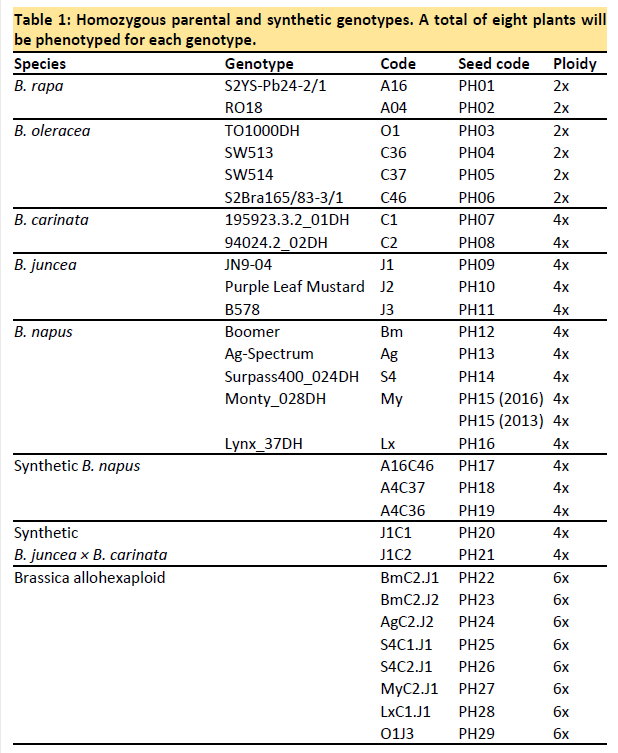 Table 1: Homozygous parental and synthetic genotypes. A total of eight plants will
be phenotyped for each genotype.
Species Genotype Code Seed code Ploidy
B. rapa S2YS-Pb24-2/1 A16 PH01 2x
RO18 A04 PH02 2x
B. oleracea TO1000DH O1 PH03 2x
SW513 C36 PH04 2x
SW514 C37 PH05 2x
S2Bra165/83-3/1 C46 PH06 2x
B. carinata 195923.3.2_01DH C1 PH07 4x
94024.2_02DH C2 PH08 4x
B. juncea JN9-04 J1 PH09 4x
Purple Leaf Mustard J2 PH10 4x
B578 J3 PH11 4x
B. napus Boomer Bm PH12 4x
Ag-Spectrum Ag PH13 4x
Surpass400_024DH S4 PH14 4x
Monty_028DH My PH15 (2016) 4x
PH15 (2013) 4x
Lynx_37DH Lx PH16 4x
Synthetic B. napus A16C46 PH17 4x
A4C37 PH18 4x
A4C36 PH19 4x
Synthetic J1C1 PH20 4x
B. juncea × B. carinata J1C2 PH21 4x
Brassica allohexaploid BmC2.J1 PH22 6x
BmC2.J2 PH23 6x
AgC2.J2 PH24 6x
S4C1.J1 PH25 6x
S4C2.J1 PH26 6x
MyC2.J1 PH27 6x
LxC1.J1 PH28 6x
O1J3 PH29 6x